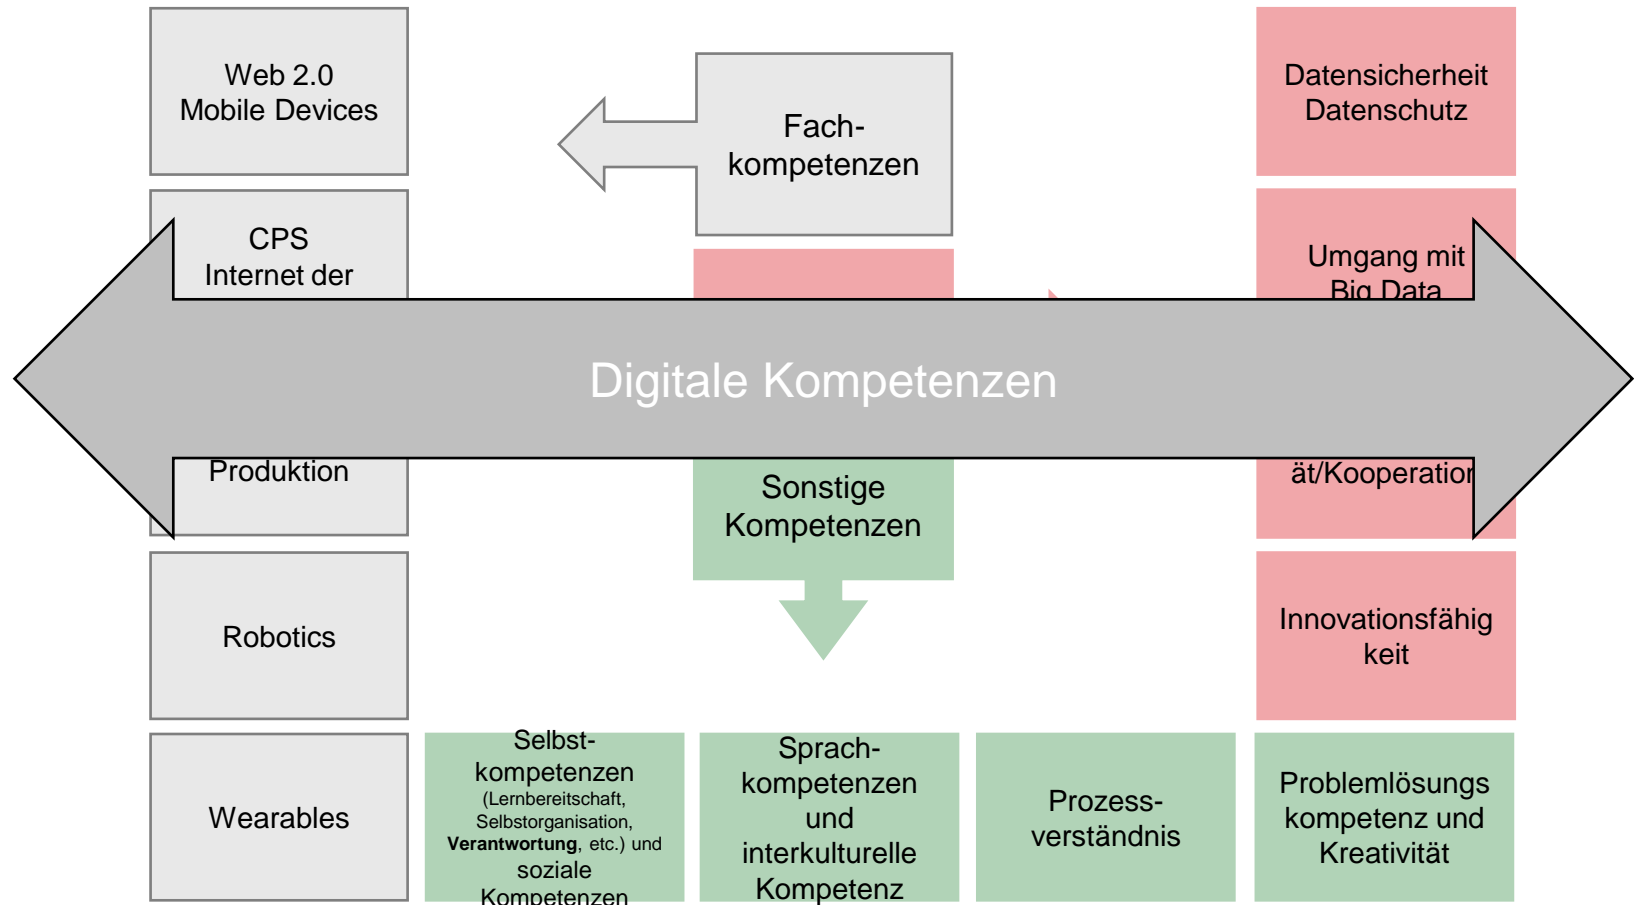 Web 2.0
Mobile Devices
Fach-
kompetenzen
Datensicherheit
Datenschutz
CPS
Internet der
Umgang mit
Big Data
Digitale Kompetenzen
Produktion
Sonstige
Kompetenzen
ät/Kooperation
Robotics
Innovationsfähig
keit
Wearables
Selbst-
kompetenzen
(Lernbereitschaft,
Selbstorganisation,
Verantwortung, etc.) und
soziale
Kompetenzen
Sprach-
kompetenzen
und
interkulturelle
Kompetenz
Prozess-
verständnis
Problemlösungs
kompetenz und
Kreativität